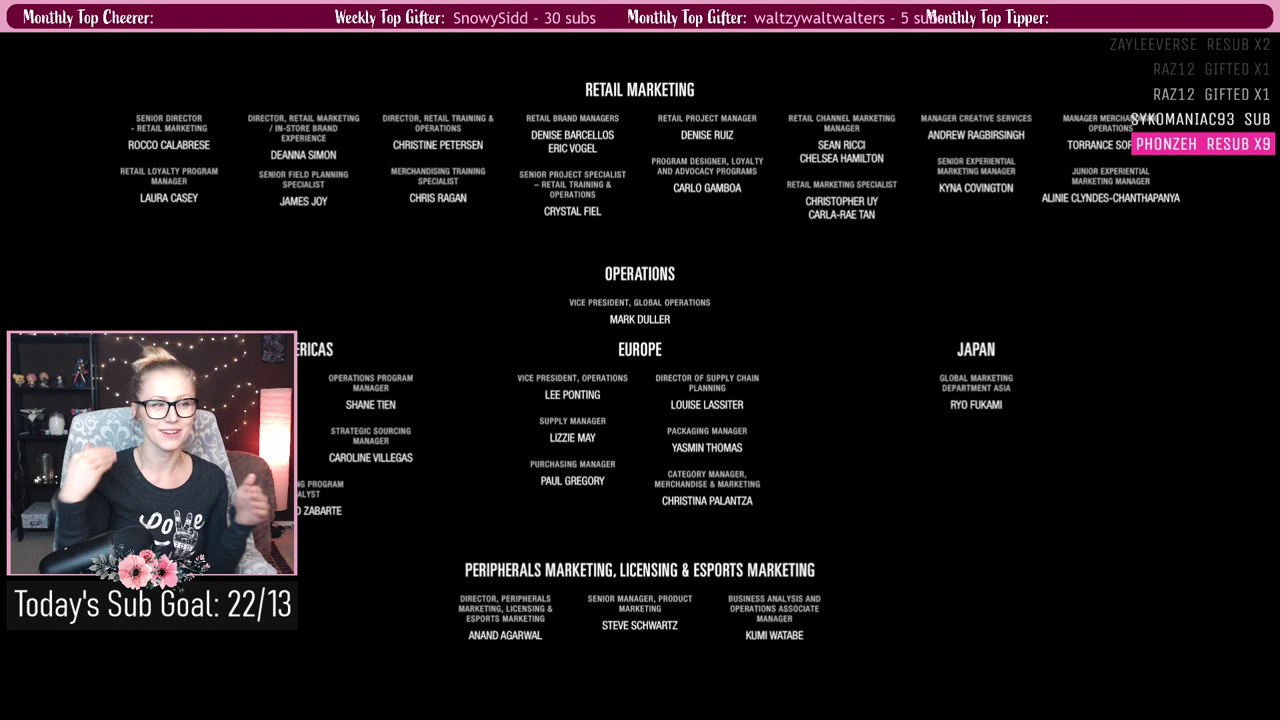 Monthly Top Cheerer:
Weekly Top Gifter: SnowySidd - 30 subs
Monthly Top Gifter: waltzywaltwalters - 5 su
Monthly Top Tipper:
ZAYLEEVERSE RESUB X2
RAZ12 GIFTED X1
RAZ12 GIFTED X1
SYKOMANIAC93 SUB
PHONZEH RESUB X9
RETAIL MARKETING
SENIOR DIRECTOR
- RETAIL MARKETING
ROCCO CALABRESE
RETAIL LOYALTY PROGRAM
MANAGER
LAURA CASEY
DIRECTOR, RETAIL MARKETING
/ IN-STORE BRAND
EXPERIENCE
DEANNA SIMON
SENIOR FIELD PLANNING
SPECIALIST
JAMES JOY
DIRECTOR, RETAIL TRAINING &
OPERATIONS
CHRISTINE PETERSEN
MERCHANDISING TRAINING
SPECIALIST
CHRIS RAGAN
RETAIL BRAND MANAGERS
DENISE BARCELLOS
ERIC VOGEL
SENIOR PROJECT SPECIALIST
– RETAIL TRAINING &
OPERATIONS
CRYSTAL FIEL
RETAIL PROJECT MANAGER
DENISE RUIZ
PROGRAM DESIGNER, LOYALTY
AND ADVOCACY PROGRAMS
CARLO GAMBOA
RETAIL CHANNEL MARKETING
MANAGER
SEAN RICCI
CHELSEA HAMILTON
RETAIL MARKETING SPECIALIST
CHRISTOPHER UY
CARLA-RAE TAN
MANAGER CREATIVE SERVICES
ANDREW RAGBIRSINGH
SENIOR EXPERIENTIAL
MARKETING MANAGER
KYNA COVINGTON
MANAGER
OPERATIONS
TORRANCE
JUNIOR EXPERIENTIAL
MARKETING MANAGER
ALINIE CLYNDES-CHANTHAPANYA
OPERATIONS
VICE PRESIDENT, GLOBAL OPERATIONS
MARK DULLER
ERICAS
OPERATIONS PROGRAM
MANAGER
SHANE TIEN
STRATEGIC SOURCING
MANAGER
CAROLINE VILLEGAS
NG PROGRAM
ALYST
O ZABARTE
EUROPE
VICE PRESIDENT, OPERATIONS
LEE PONTING
SUPPLY MANAGER
LIZZIE MAY
PURCHASING MANAGER
PAUL GREGORY
DIRECTOR OF SUPPLY CHAIN
PLANNING
LOUISE LASSITER
PACKAGING MANAGER
YASMIN THOMAS
CATEGORY MANAGER,
MERCHANDISE & MARKETING
CHRISTINA PALANTZA
JAPAN
GLOBAL MARKETING
DEPARTMENT ASIA
RYO FUKAMI
PERIPHERALS MARKETING, LICENSING & ESPORTS MARKETING
DIRECTOR, PERIPHERALS
MARKETING, LICENSING &
ESPORTS MARKETING
ANAND AGARWAL
SENIOR MANAGER, PRODUCT
MARKETING
STEVE SCHWARTZ
BUSINESS ANALYSIS AND
OPERATIONS ASSOCIATE
MANAGER
KUMI WATABE
Today's Sub Goal: 22/13